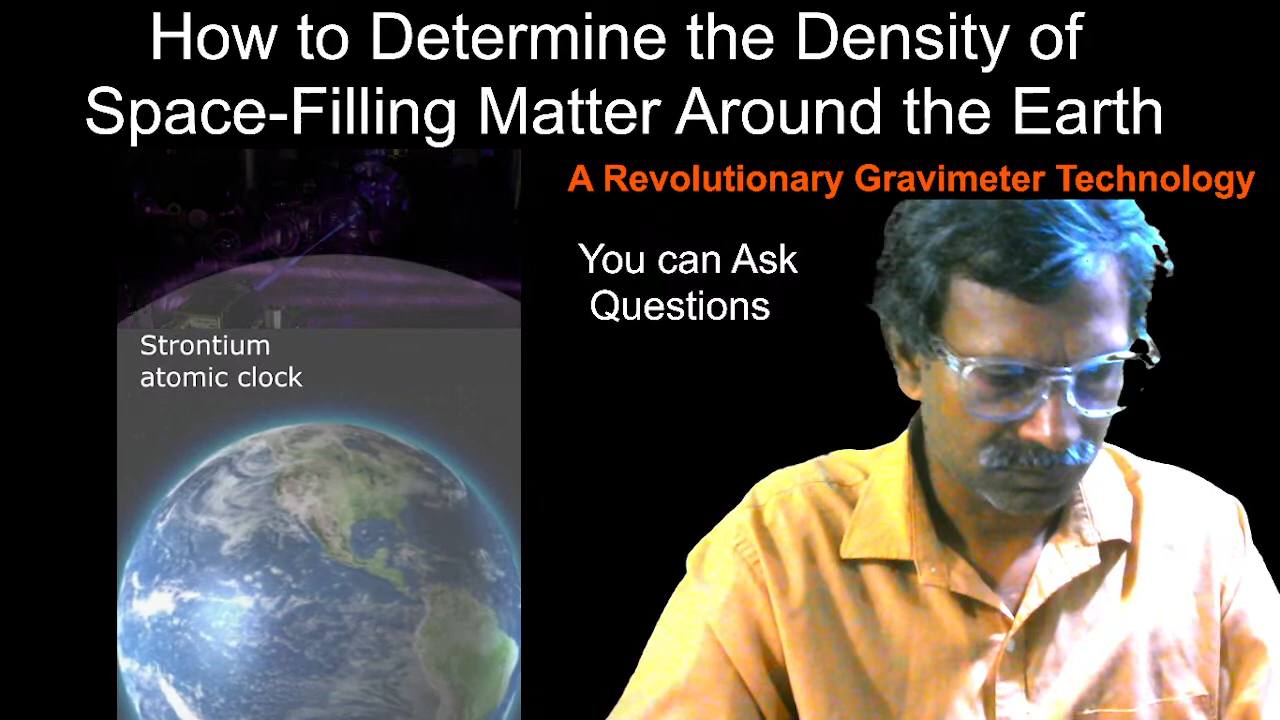 How to Determine the Density of
Space-Filling Matter Around the Earth
A Revolutionary Gravimeter Technology
You can Ask
Questions
Strontium
atomic clock